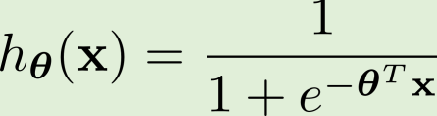 h_θ(𝐱) = 1 / (1 + e^{−θ^T 𝐱})